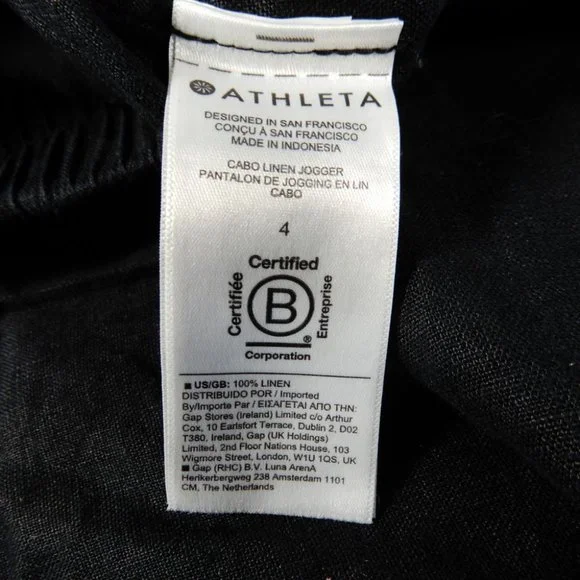 ATHLETA
DESIGNED IN SAN FRANCISCO
CONÇU À SAN FRANCISCO
MADE IN INDONESIA
CABO LINEN JOGGER
PANTALON DE JOGGING EN LIN
CABO
4
Certified
Certifiée
B
Entreprise
®
Corporation
■ US/GB: 100% LINEN
DISTRIBUIDO POR / Imported
By/Importe Par / ΕΙΣΑΓΕΤΑΙ ΑΠΟ ΤΗΝ:
Gap Stores (Ireland) Limited c/o Arthur
Cox, 10 Earlsfort Terrace, Dublin 2, D02
T380, Ireland, Gap (UK Holdings)
Limited, 2nd Floor Nations House, 103
Wigmore Street, London, W1U 1QS, UK
■ Gap (RHC) B.V. Luna ArenA
Herikerbergweg 238 Amsterdam 1101
CM, The Netherlands